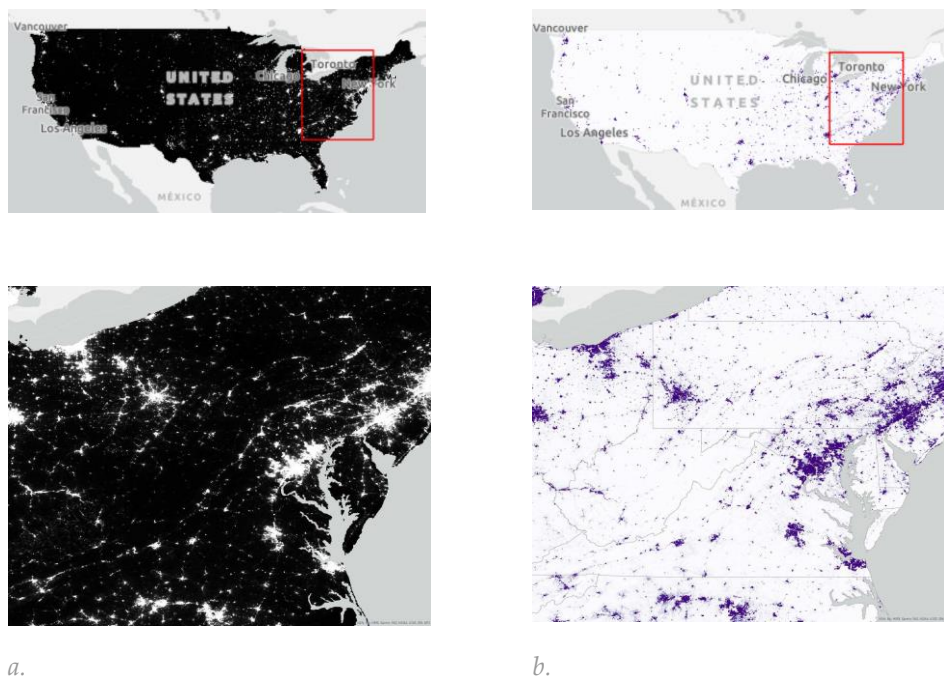 Vancouver
Toronto
Chicago
New York
UNITED
STATES
San
Francisco
Los Angeles
MÉXICO
Vancouver
Toronto
Chicago
New York
UNITED
STATES
San
Francisco
Los Angeles
MÉXICO
a.
b.